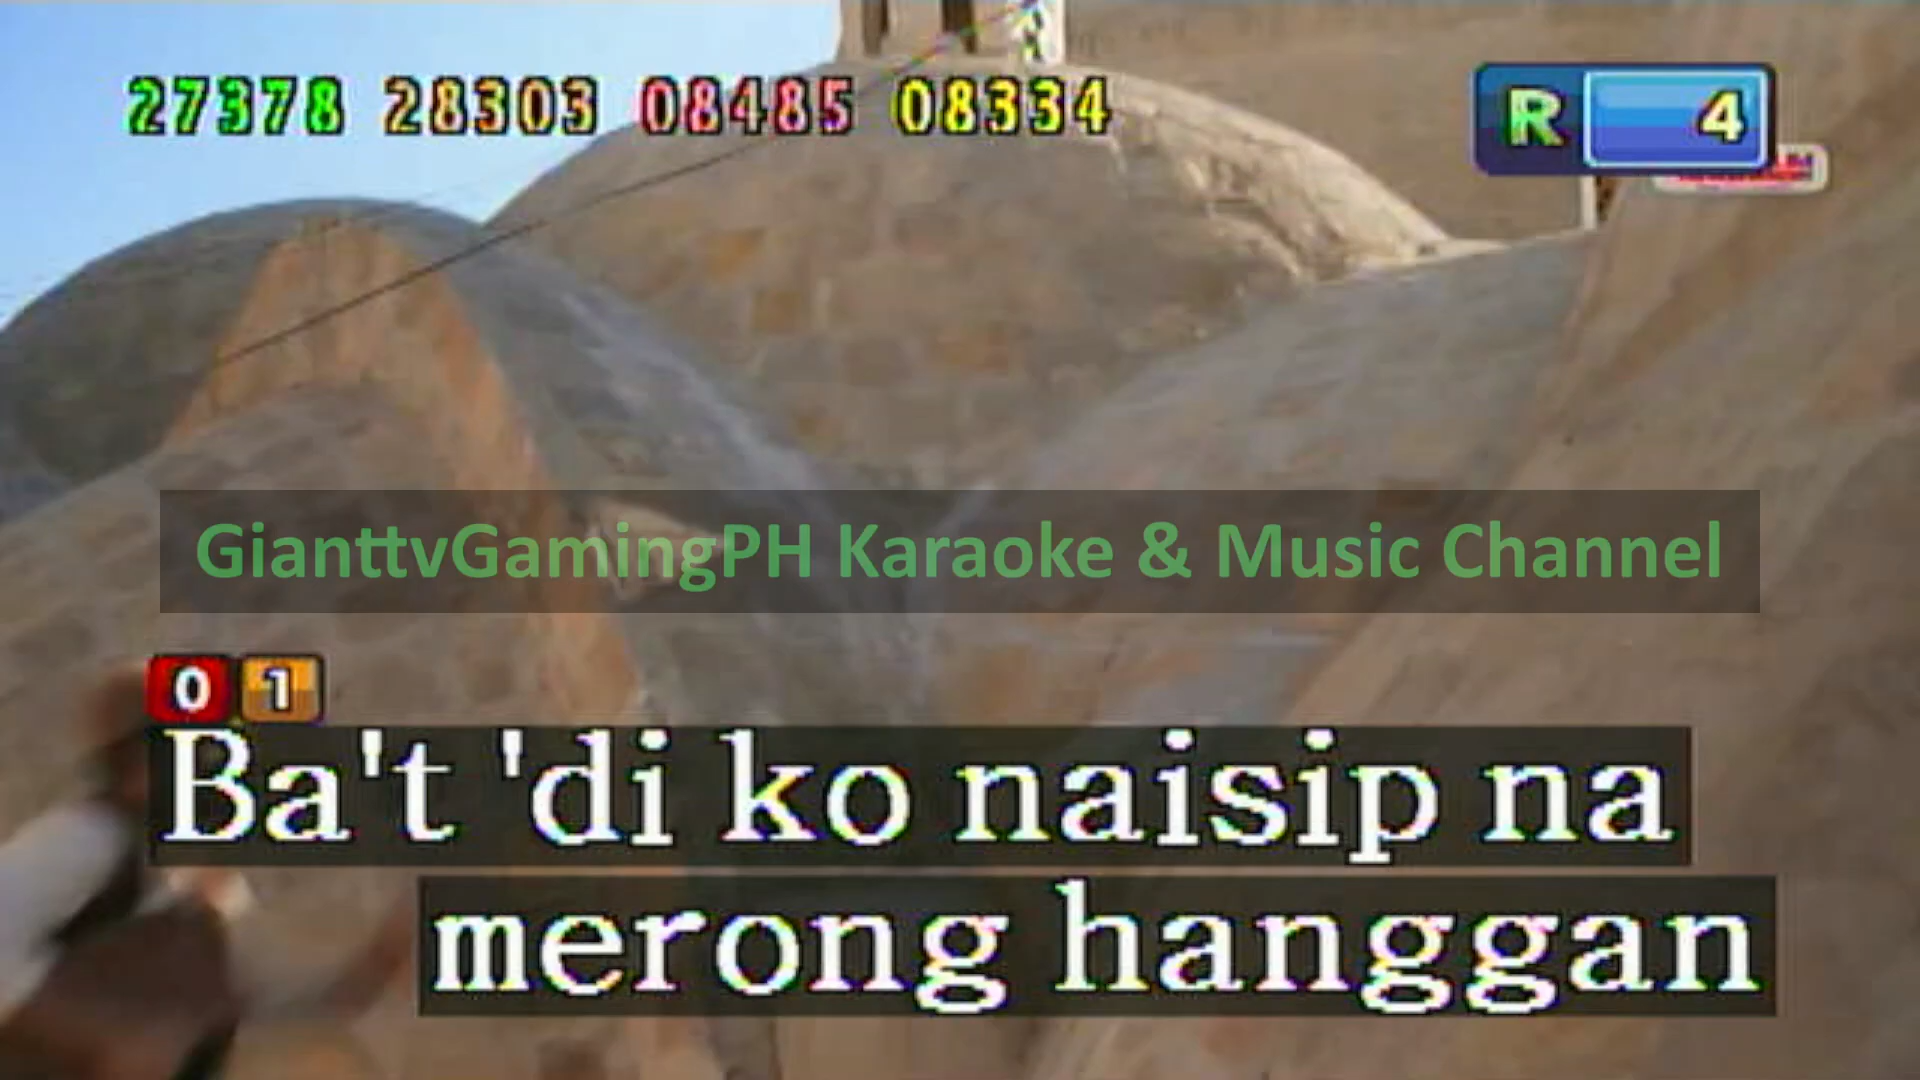 27378 28303 08485 08334
R 4
GianttvGamingPH Karaoke & Music Channel
0 1
Ba't 'di ko naisip na
merong hanggan